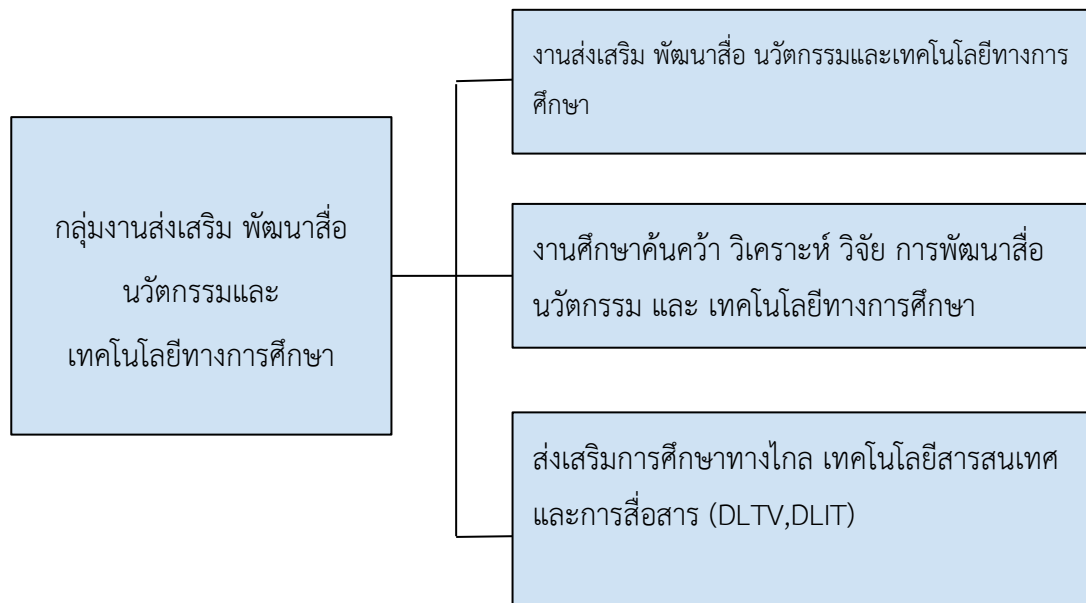 กลุ่มงานส่งเสริม พัฒนาสื่อ
นวัตกรรมและ
เทคโนโลยีทางการศึกษา
งานส่งเสริม พัฒนาสื่อ นวัตกรรมและเทคโนโลยีทางการ
ศึกษา
งานศึกษาค้นคว้า วิเคราะห์ วิจัย การพัฒนาสื่อ
นวัตกรรม และ เทคโนโลยีทางการศึกษา
ส่งเสริมการศึกษาทางไกล เทคโนโลยีสารสนเทศ
และการสื่อสาร (DLTV,DLIT)